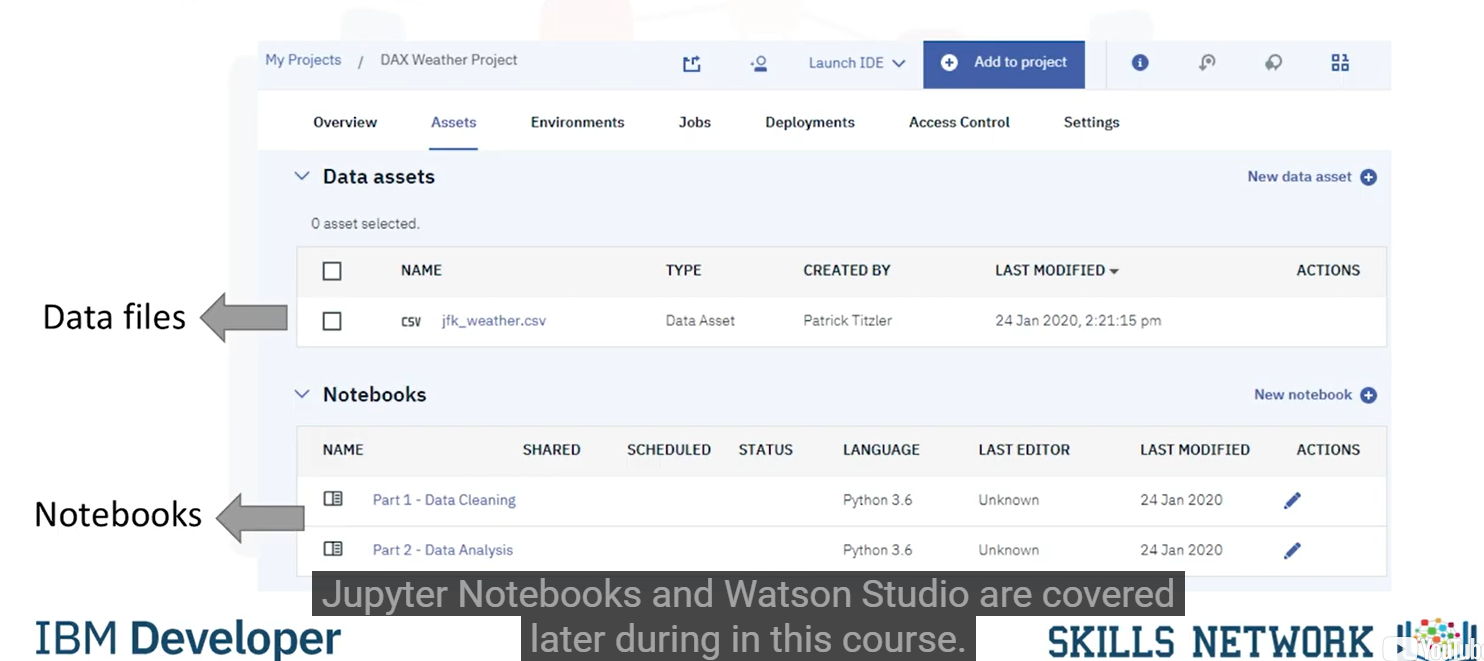 My Projects / DAX Weather Project Launch IDE Add to project
Overview Assets Environments Jobs Deployments Access Control Settings
Data assets New data asset
0 asset selected.
NAME TYPE CREATED BY LAST MODIFIED ACTIONS
Data files CSV jfk_weather.csv Data Asset Patrick Titzler 24 Jan 2020, 2:21:15 pm
Notebooks New notebook
NAME SHARED SCHEDULED STATUS LANGUAGE LAST EDITOR LAST MODIFIED ACTIONS
Part 1 - Data Cleaning Python 3.6 Unknown 24 Jan 2020
Notebooks
Part 2 - Data Analysis Python 3.6 Unknown 24 Jan 2020
Jupyter Notebooks and Watson Studio are covered
later during in this course.
IBM Developer SKILLS NETWORK